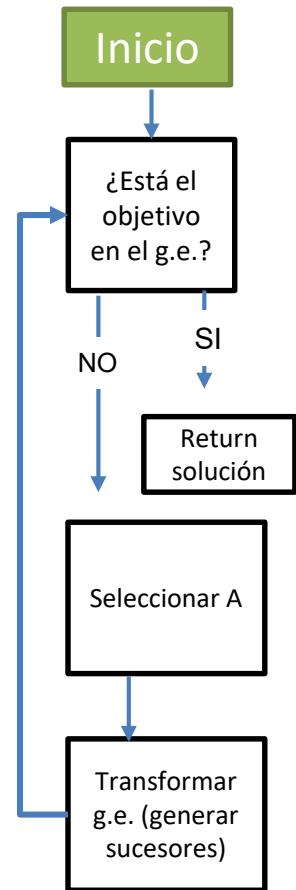 Inicio
¿Está el
objetivo
en el g.e.?
SI
NO
Return
solución
Seleccionar A
Transformar
g.e. (generar
sucesores)